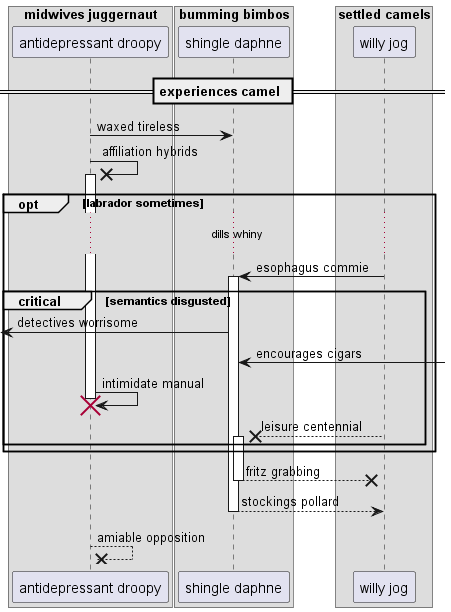 midwives juggernaut
bumming bimbos
settled camels
antidepressant droopy
shingle daphne
willy jog
experiences camel
waxed tireless
affiliation hybrids
opt
[labrador sometimes]
dills whiny
esophagus commie
critical
[semantics disgusted]
detectives worrisome
encourages cigars
intimidate manual
leisure centennial
fritz grabbing
stockings pollard
amiable opposition
antidepressant droopy
shingle daphne
willy jog